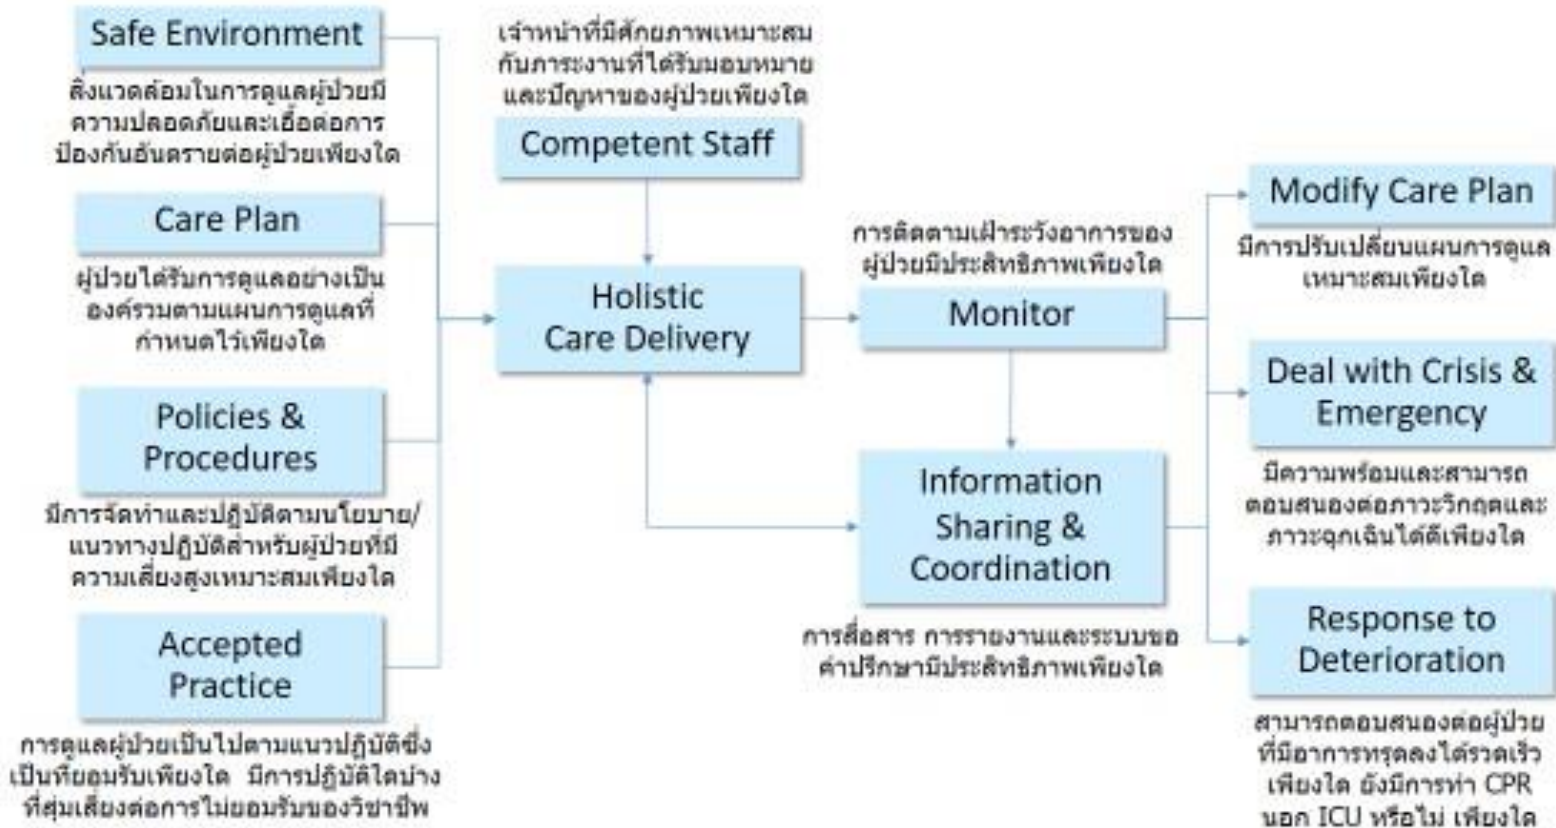 Safe Environment
สิ่งแวดล้อมในการดูแลผู้ป่วยมี
ความปลอดภัยและเอื้อต่อการ
ป้องกันอันตรายต่อผู้ป่วยเพียงใด
Care Plan
ผู้ป่วยได้รับการดูแลอย่างเป็น
องค์รวมตามแผนการดูแลที่
กำหนดไว้เพียงใด
Policies &
Procedures
มีการจัดทำและปฏิบัติตามนโยบาย/
แนวทางปฏิบัติสำหรับผู้ป่วยที่มี
ความเสี่ยงสูงเหมาะสมเพียงใด
Accepted
Practice
การดูแลผู้ป่วยเป็นไปตามแนวปฏิบัติซึ่ง
เป็นที่ยอมรับเพียงใด มีการปฏิบัติใดบ้าง
ที่สุ่มเสี่ยงต่อการไม่ยอมรับของวิชาชีพ
เจ้าหน้าที่มีศักยภาพเหมาะสม
กับภาระงานที่ได้รับมอบหมาย
และปัญหาของผู้ป่วยเพียงใด
Competent Staff
Holistic
Care Delivery
การติดตามเฝ้าระวังอาการของ
ผู้ป่วยมีประสิทธิภาพเพียงใด
Monitor
Information
Sharing &
Coordination
การสื่อสาร การรายงานและระบบขอ
คำปรึกษามีประสิทธิภาพเพียงใด
Modify Care Plan
มีการปรับเปลี่ยนแผนการดูแล
เหมาะสมเพียงใด
Deal with Crisis &
Emergency
มีความพร้อมและสามารถ
ตอบสนองต่อภาวะวิกฤตและ
ภาวะฉุกเฉินได้ดีเพียงใด
Response to
Deterioration
สามารถตอบสนองต่อผู้ป่วย
ที่มีอาการทรุดลงได้รวดเร็ว
เพียงใด ยังมีการทำ CPR
นอก ICU หรือไม่ เพียงใด